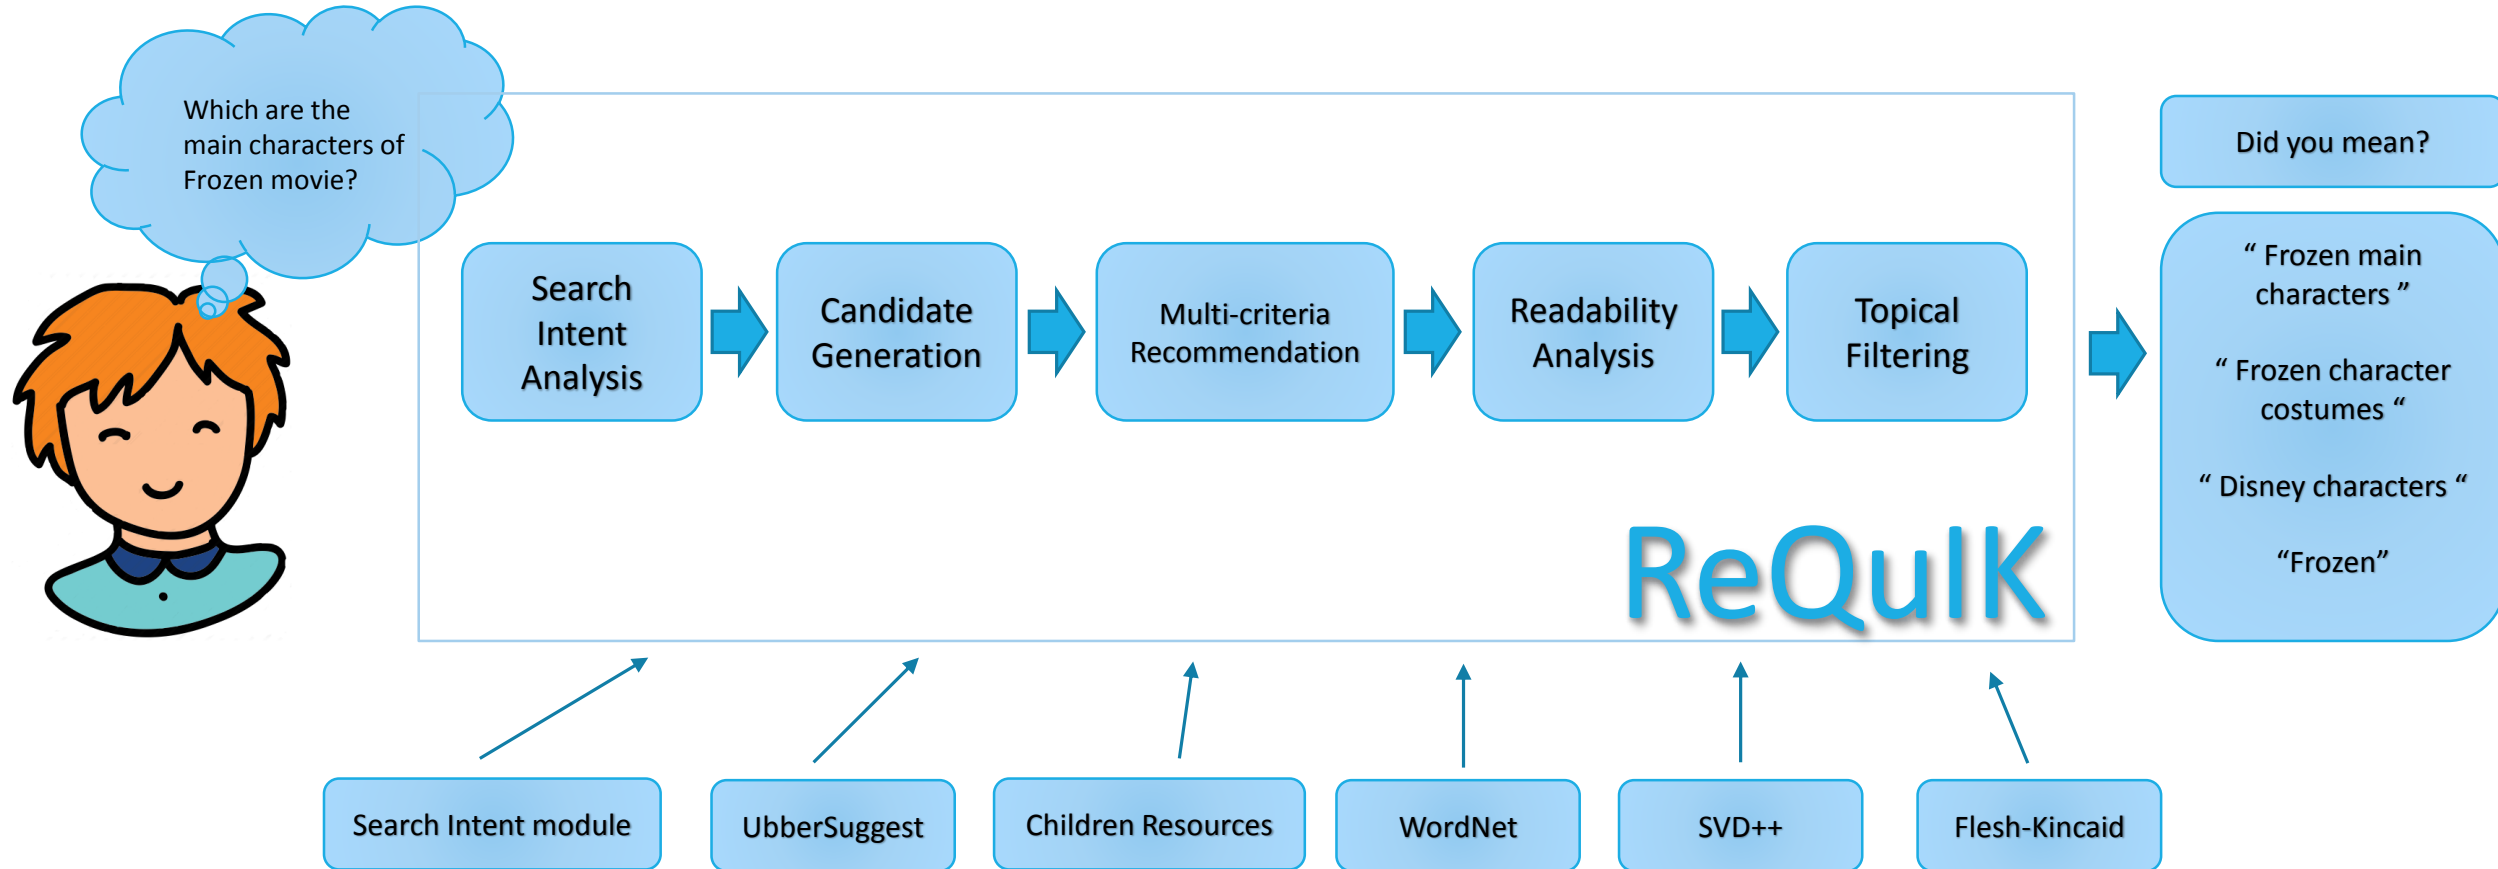 Which are the
main characters of
Frozen movie?
Search
Intent
Analysis
Candidate
Generation
Multi-criteria
Recommendation
Readability
Analysis
Topical
Filtering
ReQuIK
Did you mean?
“ Frozen main
characters ”
“ Frozen character
costumes “
“ Disney characters “
“Frozen”
Search Intent module
UbberSuggest
Children Resources
WordNet
SVD++
Flesh-Kincaid